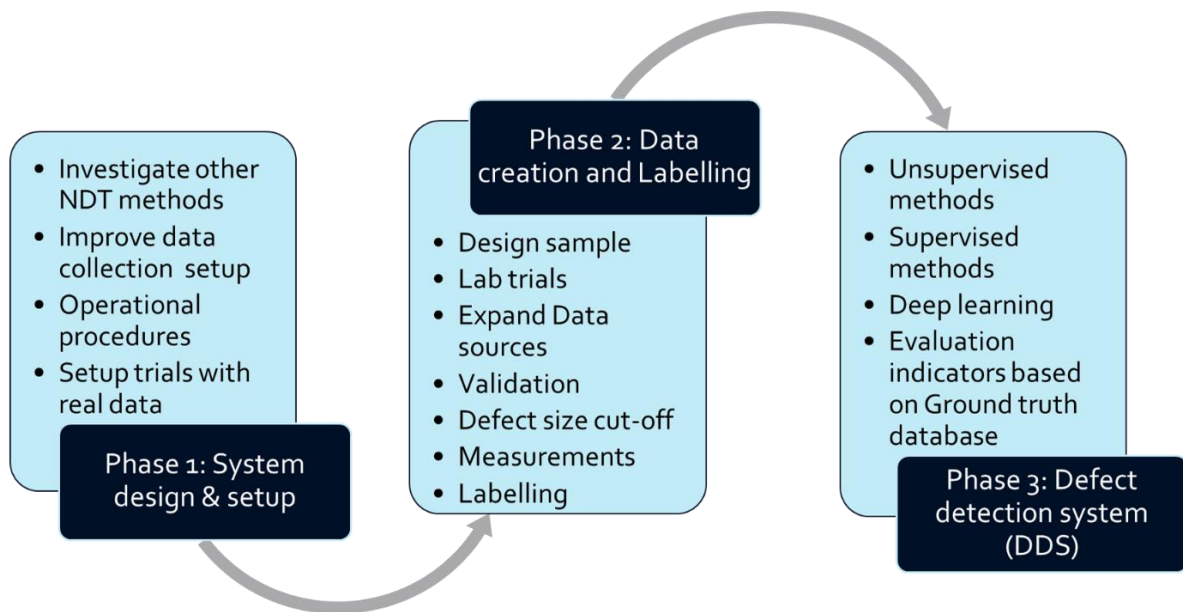 • Investigate other
NDT methods
• Improve data
collection setup
• Operational
procedures
• Setup trials with
real data
Phase 1: System
design & setup
Phase 2: Data
creation and Labelling
• Design sample
• Lab trials
• Expand Data
sources
• Validation
• Defect size cut-off
• Measurements
• Labelling
• Unsupervised
methods
• Supervised
methods
• Deep learning
• Evaluation
indicators based
on Ground truth
database
Phase 3: Defect
detection system
(DDS)